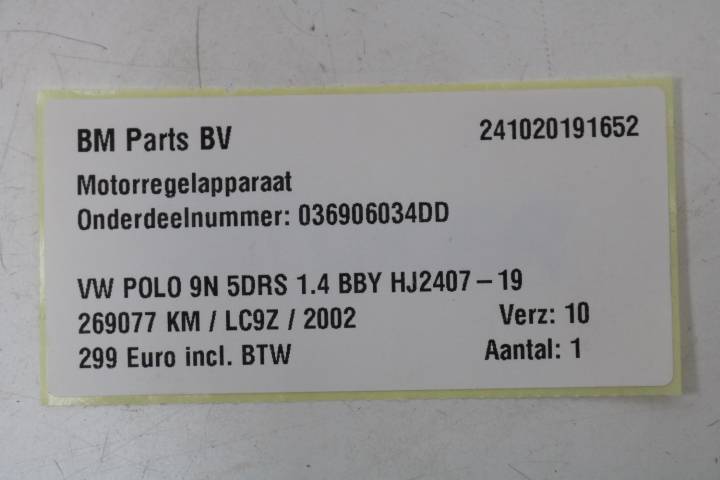 BM Parts BV 241020191652
Motorregelapparaat
Onderdeelnummer: 036906034DD
VW POLO 9N 5DRS 1.4 BBY HJ2407 – 19
269077 KM / LC9Z / 2002 Verz: 10
299 Euro incl. BTW Aantal: 1